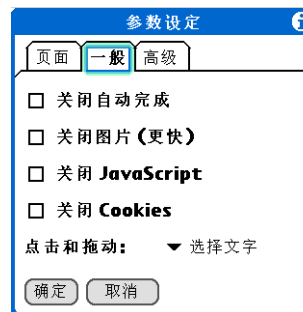 参数设定
页面 一般 高级
关闭自动完成
关闭图片(更快)
关闭 JavaScript
关闭 Cookies
点击和拖动： 选择文字
确定 取消